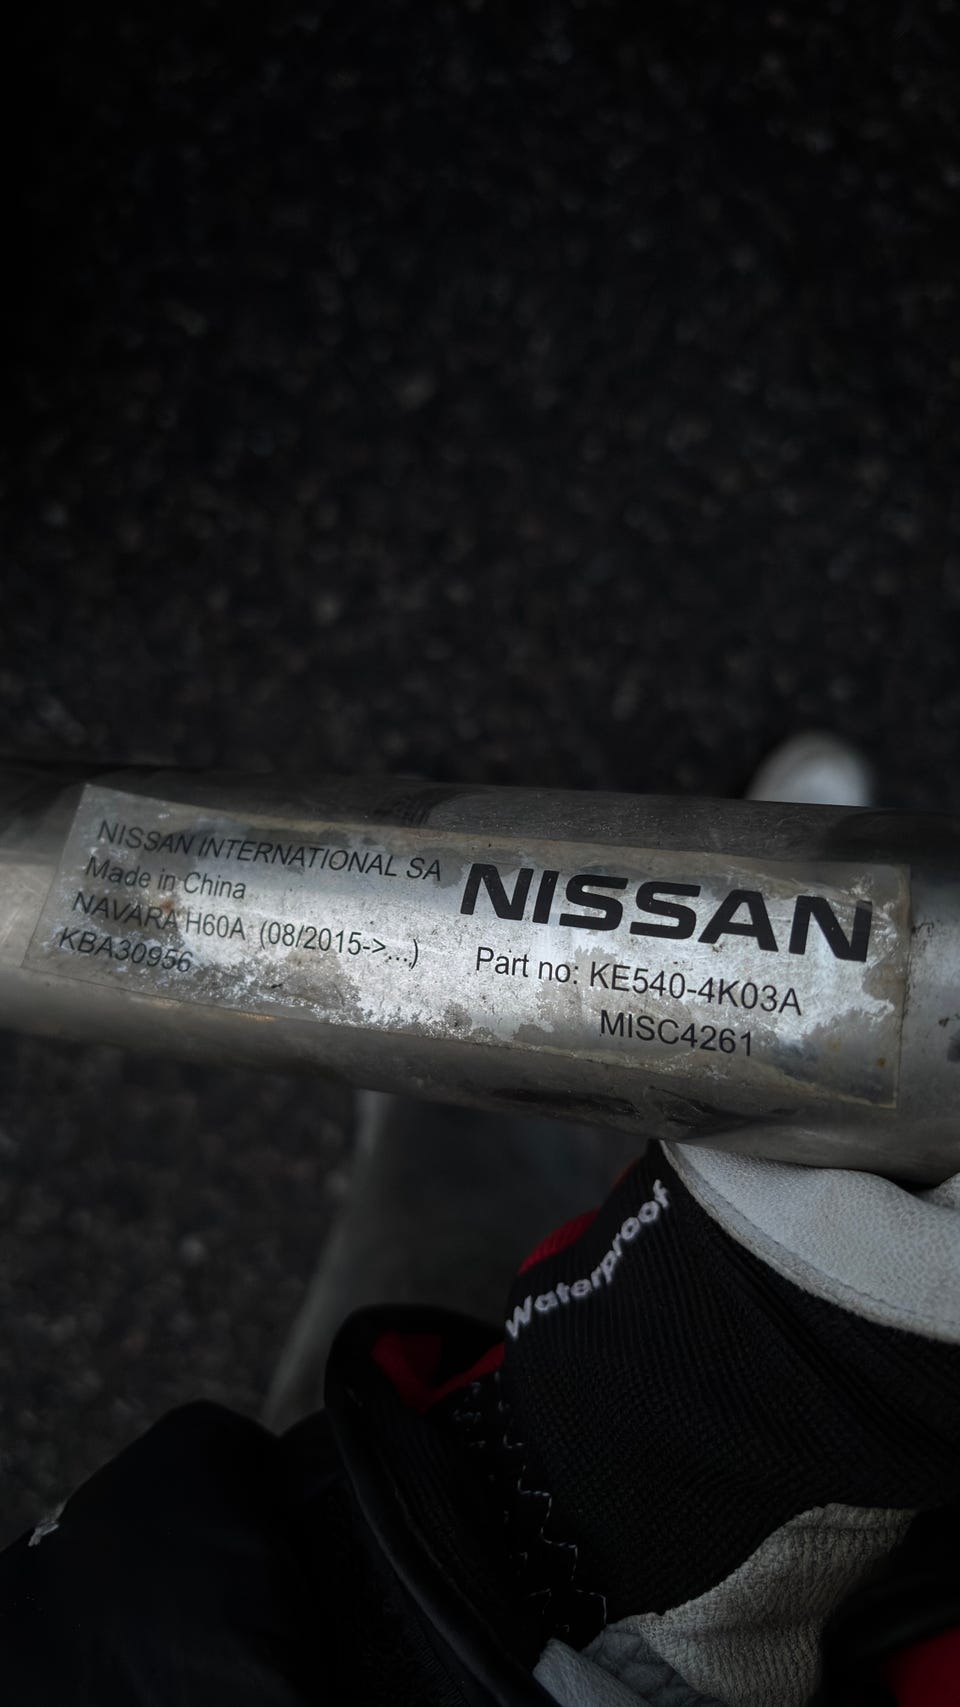 NISSAN INTERNATIONAL SA
Made in China
NAVARA H60A (08/2015->...)
KBA30956
NISSAN
Part no: KE540-4K03A
MISC4261
Waterproof